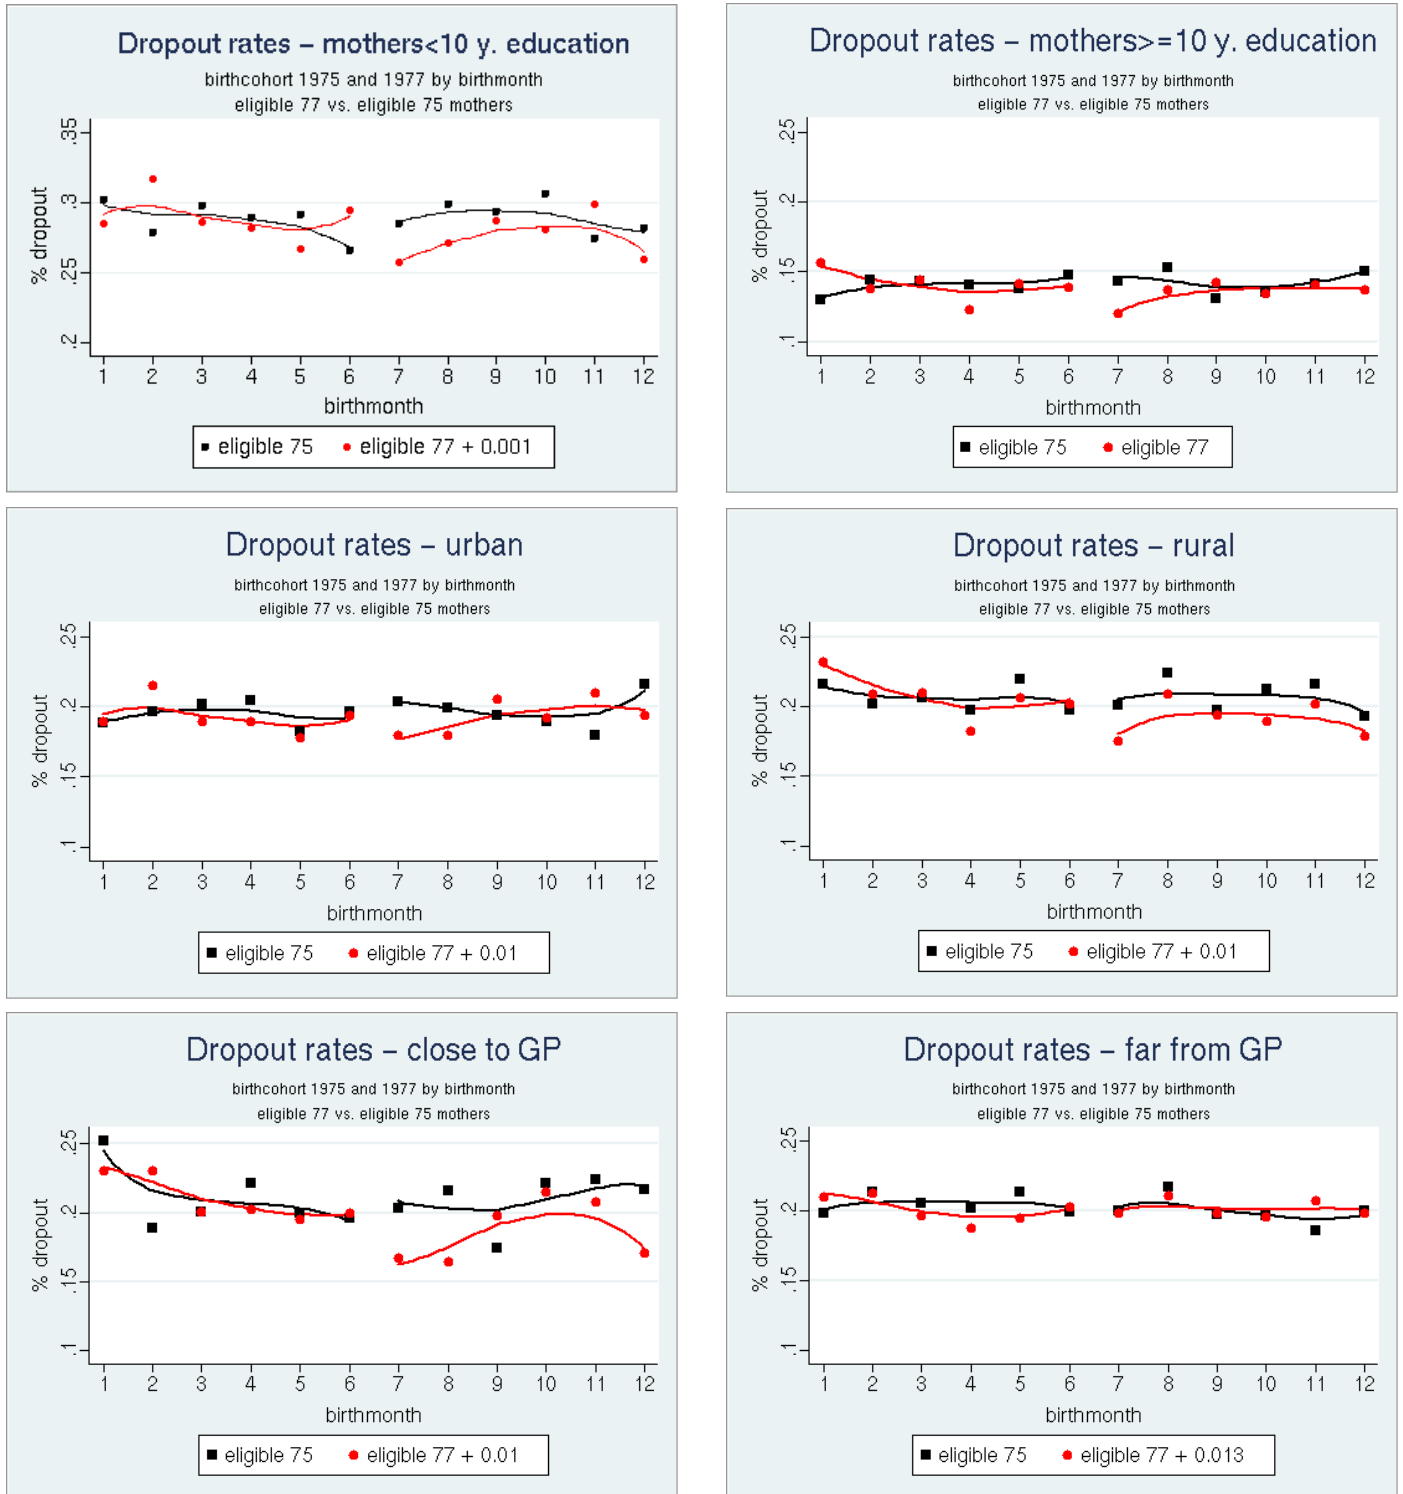 Dropout rates – mothers<10 y. education
birthcohort 1975 and 1977 by birthmonth
eligible 77 vs. eligible 75 mothers
% dropout
.35
.3
.25
.2
1 2 3 4 5 6 7 8 9 10 11 12
birthmonth
eligible 75 eligible 77 + 0.001
Dropout rates – mothers>=10 y. education
birthcohort 1975 and 1977 by birthmonth
eligible 77 vs. eligible 75 mothers
% dropout
.25
.2
.15
.1
1 2 3 4 5 6 7 8 9 10 11 12
birthmonth
eligible 75 eligible 77
Dropout rates – urban
birthcohort 1975 and 1977 by birthmonth
eligible 77 vs. eligible 75 mothers
% dropout
.25
.2
.15
.1
1 2 3 4 5 6 7 8 9 10 11 12
birthmonth
eligible 75 eligible 77 + 0.01
Dropout rates – rural
birthcohort 1975 and 1977 by birthmonth
eligible 77 vs. eligible 75 mothers
% dropout
.25
.2
.15
.1
1 2 3 4 5 6 7 8 9 10 11 12
birthmonth
eligible 75 eligible 77 + 0.01
Dropout rates – close to GP
birthcohort 1975 and 1977 by birthmonth
eligible 77 vs. eligible 75 mothers
% dropout
.25
.2
.15
.1
1 2 3 4 5 6 7 8 9 10 11 12
birthmonth
eligible 75 eligible 77 + 0.01
Dropout rates – far from GP
birthcohort 1975 and 1977 by birthmonth
eligible 77 vs. eligible 75 mothers
% dropout
.25
.2
.15
.1
1 2 3 4 5 6 7 8 9 10 11 12
birthmonth
eligible 75 eligible 77 + 0.013